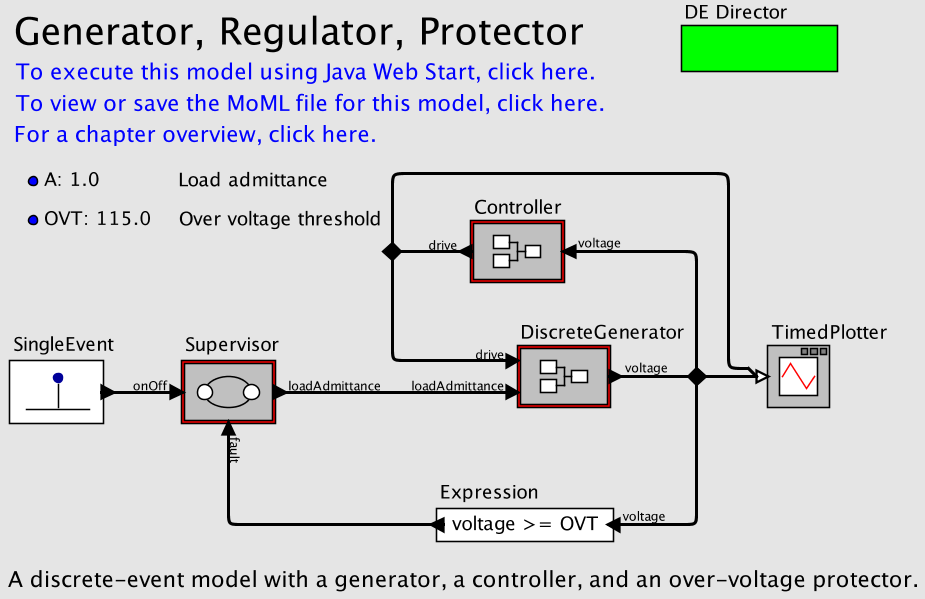 DE Director
Generator, Regulator, Protector
To execute this model using Java Web Start, click here.
To view or save the MoML file for this model, click here.
For a chapter overview, click here.
A: 1.0 Load admittance
OVT: 115.0 Over voltage threshold
Controller
drive
voltage
SingleEvent
Supervisor
DiscreteGenerator
TimedPlotter
drive
voltage
onOff
loadAdmittance
loadAdmittance
fault
Expression
voltage >= OVT
voltage
A discrete-event model with a generator, a controller, and an over-voltage protector.